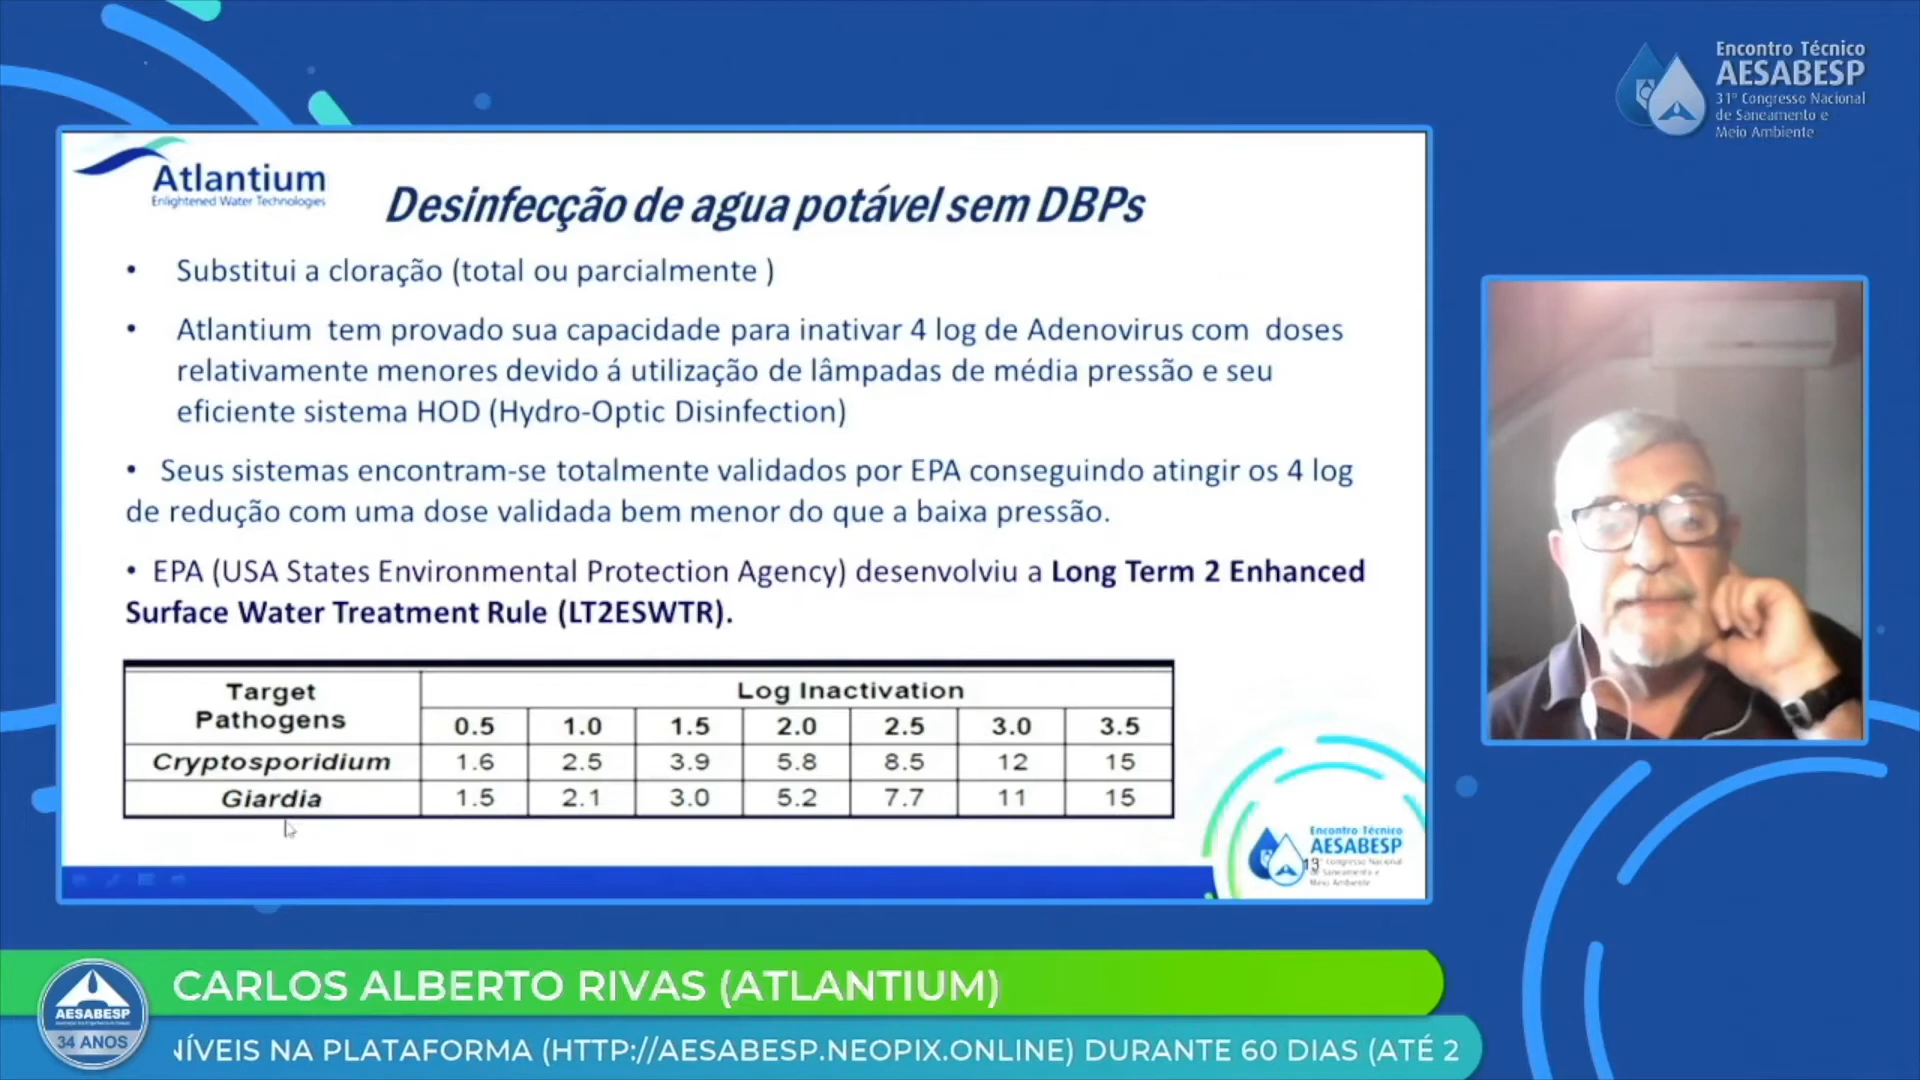 Encontro Técnico
AESABESP
31º Congresso Nacional
de Saneamento e
Meio Ambiente
Atlantium
Enlightened Water Technologies
Desinfecção de agua potável sem DBPs
• Substitui a cloração (total ou parcialmente )
• Atlantium tem provado sua capacidade para inativar 4 log de Adenovirus com doses
relativamente menores devido á utilização de lâmpadas de média pressão e seu
eficiente sistema HOD (Hydro-Optic Disinfection)
• Seus sistemas encontram-se totalmente validados por EPA conseguindo atingir os 4 log
de redução com uma dose validada bem menor do que a baixa pressão.
• EPA (USA States Environmental Protection Agency) desenvolviu a Long Term 2 Enhanced
Surface Water Treatment Rule (LT2ESWTR).
Target Pathogens Log Inactivation
0.5 1.0 1.5 2.0 2.5 3.0 3.5
Cryptosporidium 1.6 2.5 3.9 5.8 8.5 12 15
Giardia 1.5 2.1 3.0 5.2 7.7 11 15
Encontro Técnico
AESABESP
13
Congresso Nacional
de Saneamento e
Meio Ambiente
CARLOS ALBERTO RIVAS (ATLANTIUM)
AESABESP
34 ANOS
NÍVEIS NA PLATAFORMA (HTTP://AESABESP.NEOPIX.ONLINE) DURANTE 60 DIAS (ATÉ 2